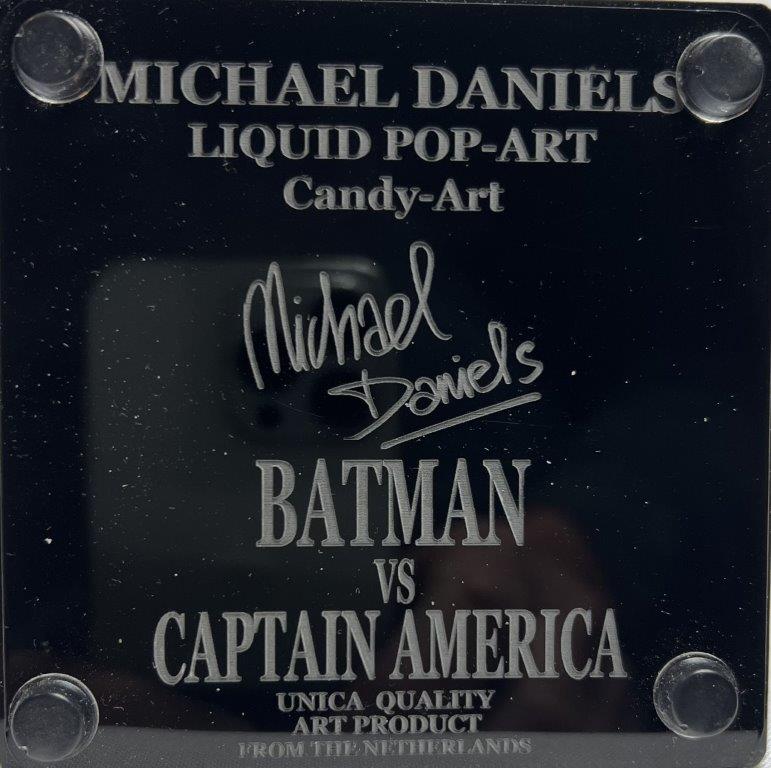 MICHAEL DANIELS
LIQUID POP-ART
Candy-Art
Michael
Daniels
BATMAN
VS
CAPTAIN AMERICA
UNICA QUALITY
ART PRODUCT
FROM THE NETHERLANDS